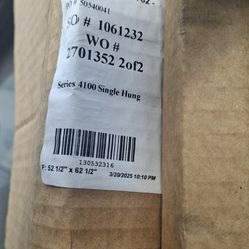 S0540041
SO # 1061232
WO #
2701352 2of2
Series 4100 Single Hung
130532316
F: 52 1/2" x 62 1/2"
3/20/2025 10:10 PM